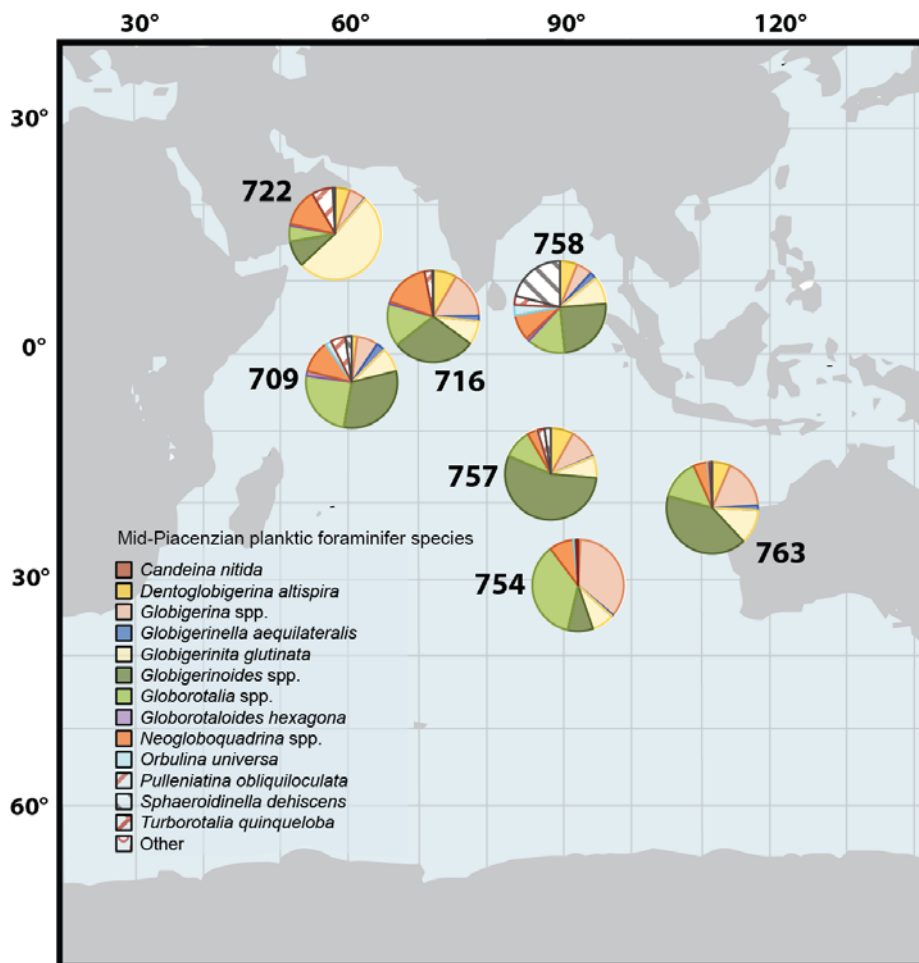 30° 60° 90° 120°
30°
722
758
0°
709
716
757
763
Mid-Piacenzian planktic foraminifer species
754
30°
Candeina nitida
Dentoglobigerina altispira
Globigerina spp.
Globigerinella aequilateralis
Globigerinita glutinata
Globigerinoides spp.
Globorotalia spp.
Globorotaloides hexagona
Neogloboquadrina spp.
Orbulina universa
Pulleniatina obliquiloculata
Sphaeroidinella dehiscens
60°
Turborotalia quinqueloba
Other